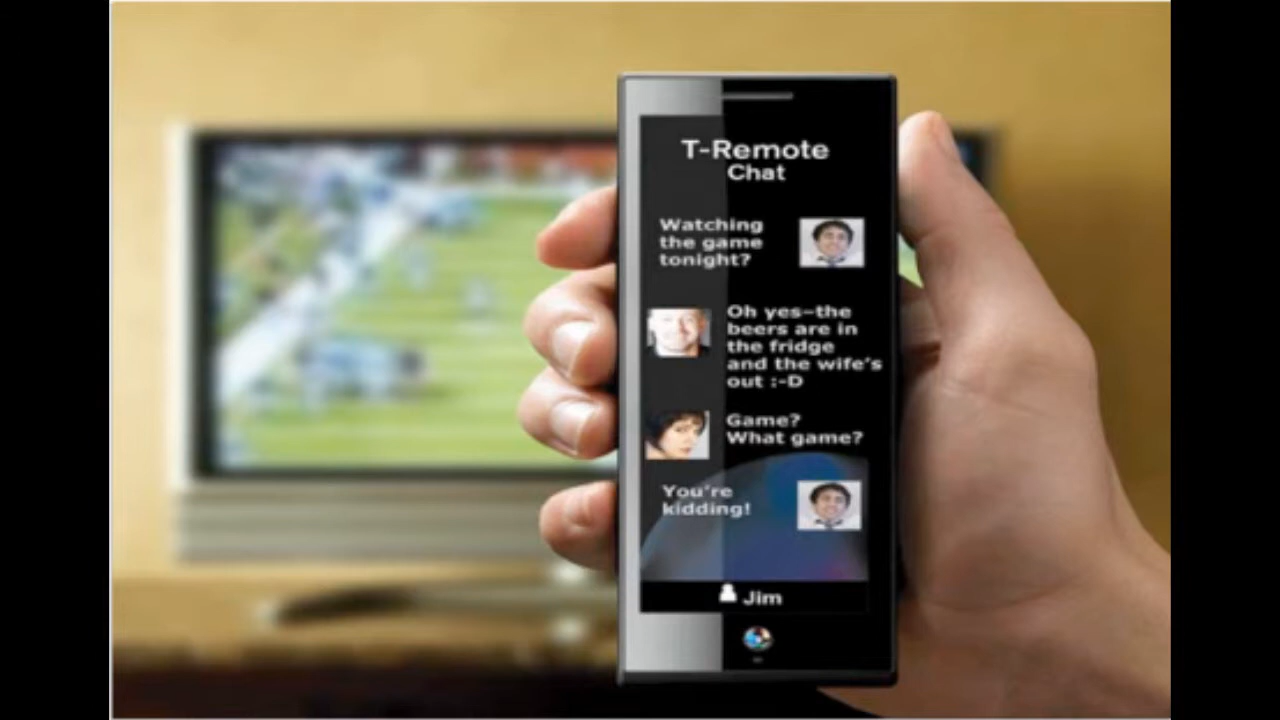 T-Remote
Chat
Watching
the game
tonight?
Oh yes–the
beers are in
the fridge
and the wife's
out :-D
Game?
What game?
You're
kidding!
Jim